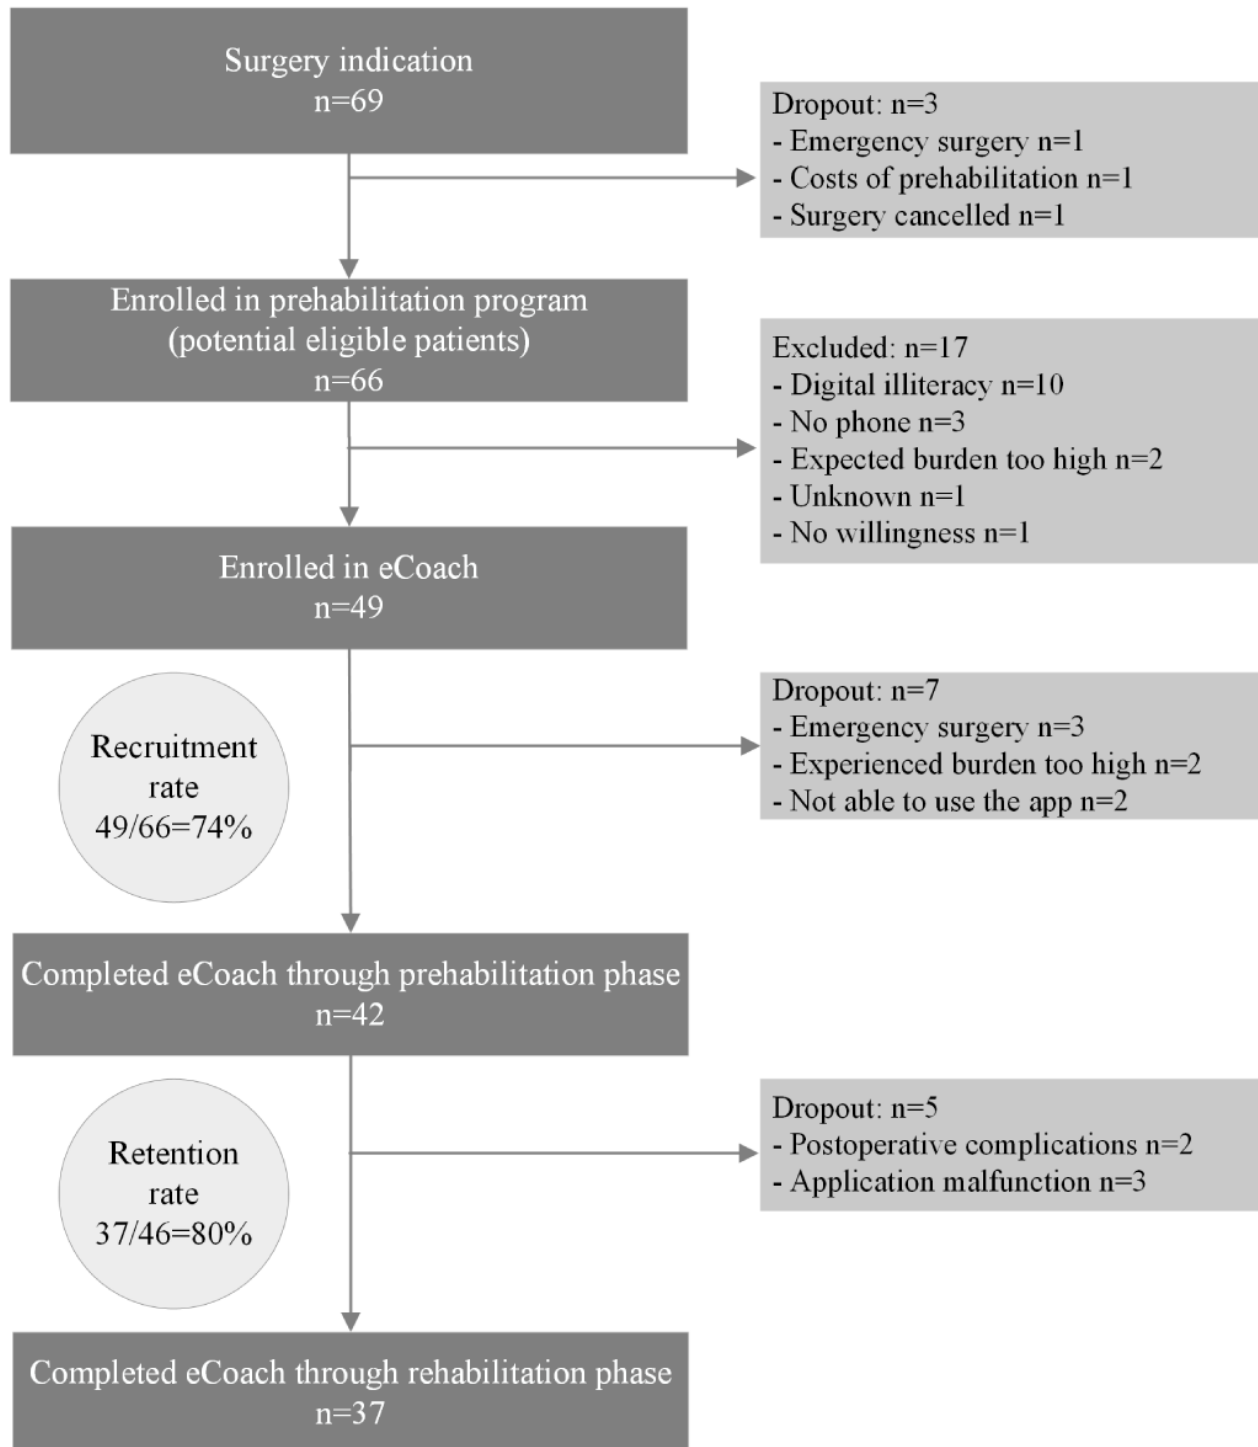 Surgery indication
n=69
Dropout: n=3
- Emergency surgery n=1
- Costs of prehabilitation n=1
- Surgery cancelled n=1
Enrolled in prehabilitation program
(potential eligible patients)
n=66
Excluded: n=17
- Digital illiteracy n=10
- No phone n=3
- Expected burden too high n=2
- Unknown n=1
- No willingness n=1
Enrolled in eCoach
n=49
Recruitment
rate
49/66=74%
Dropout: n=7
- Emergency surgery n=3
- Experienced burden too high n=2
- Not able to use the app n=2
Completed eCoach through prehabilitation phase
n=42
Retention
rate
37/46=80%
Dropout: n=5
- Postoperative complications n=2
- Application malfunction n=3
Completed eCoach through rehabilitation phase
n=37